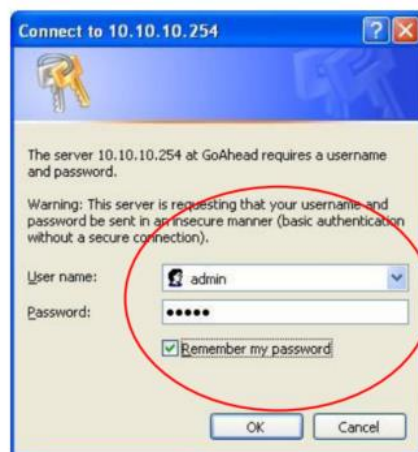 Connect to 10.10.10.254
The server 10.10.10.254 at GoAhead requires a username
and password.
Warning: This server is requesting that your username and
password be sent in an insecure manner (basic authentication
without a secure connection).
User name:
admin
Password:
•••••
Remember my password
OK
Cancel